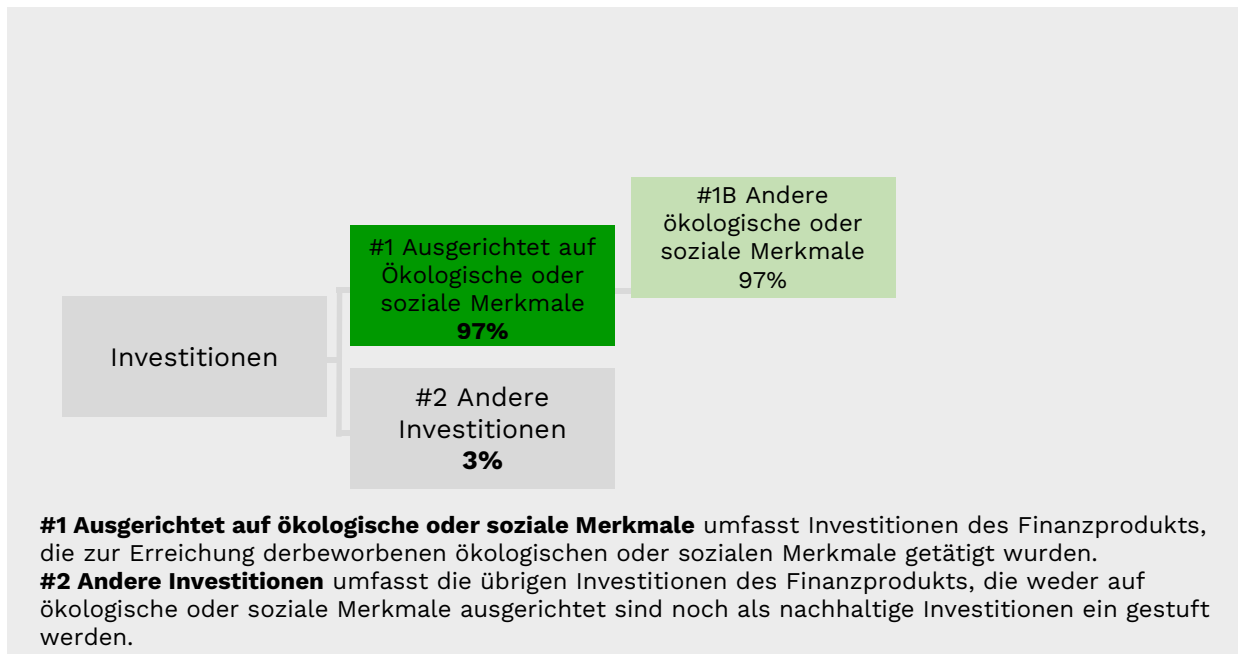 #1B Andere
ökologische oder
soziale Merkmale
97%
#1 Ausgerichtet auf
Ökologische oder
soziale Merkmale
97%
Investitionen
#2 Andere
Investitionen
3%
#1 Ausgerichtet auf ökologische oder soziale Merkmale umfasst Investitionen des Finanzprodukts,
die zur Erreichung derbeworbenen ökologischen oder sozialen Merkmale getätigt wurden.
#2 Andere Investitionen umfasst die übrigen Investitionen des Finanzprodukts, die weder auf
ökologische oder soziale Merkmale ausgerichtet sind noch als nachhaltige Investitionen ein gestuft
werden.